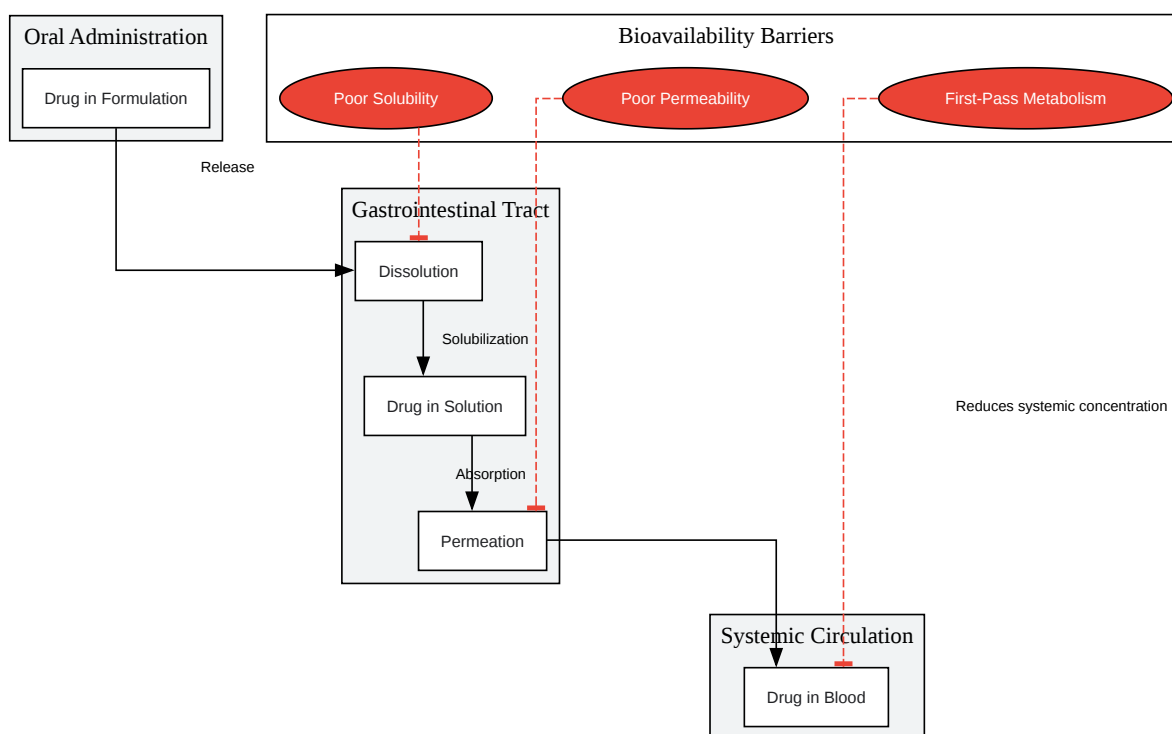 Oral Administration
Drug in Formulation
Bioavailability Barriers
Poor Solubility
Poor Permeability
First-Pass Metabolism
Release
Gastrointestinal Tract
Dissolution
Solubilization
Drug in Solution
Reduces systemic concentration
Absorption
Permeation
Systemic Circulation
Drug in Blood